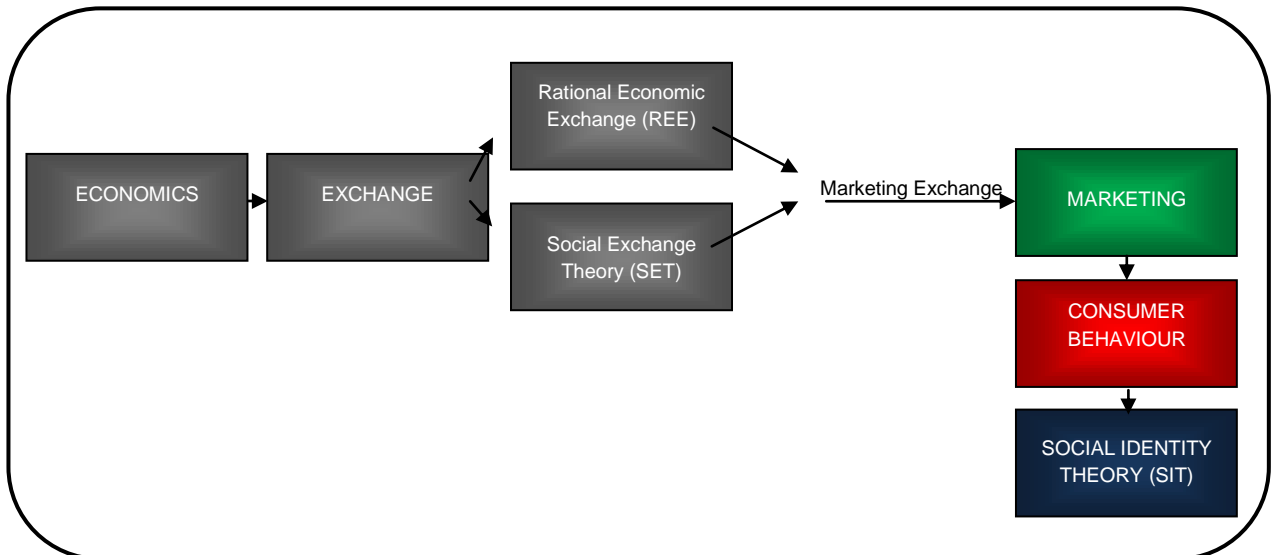 ECONOMICS
EXCHANGE
Rational Economic
Exchange (REE)
Social Exchange
Theory (SET)
Marketing Exchange
MARKETING
CONSUMER
BEHAVIOUR
SOCIAL IDENTITY
THEORY (SIT)